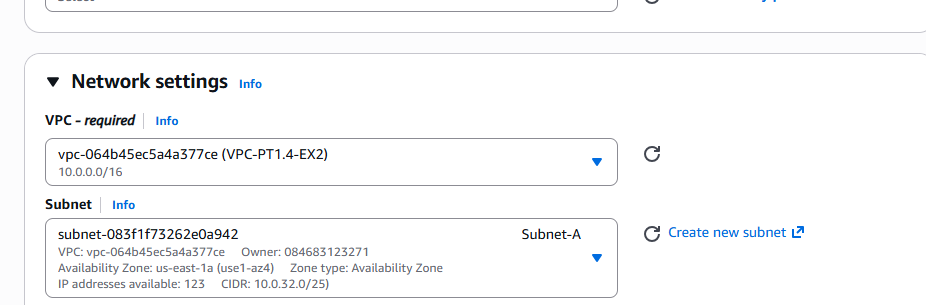 Network settings Info
VPC - required Info
vpc-064b45ec5a4a377ce (VPC-PT1.4-EX2)
10.0.0.0/16
Subnet Info
subnet-083f1f73262e0a942 Subnet-A
VPC: vpc-064b45ec5a4a377ce Owner: 084683123271
Availability Zone: us-east-1a (use1-az4) Zone type: Availability Zone
IP addresses available: 123 CIDR: 10.0.32.0/25)
Create new subnet